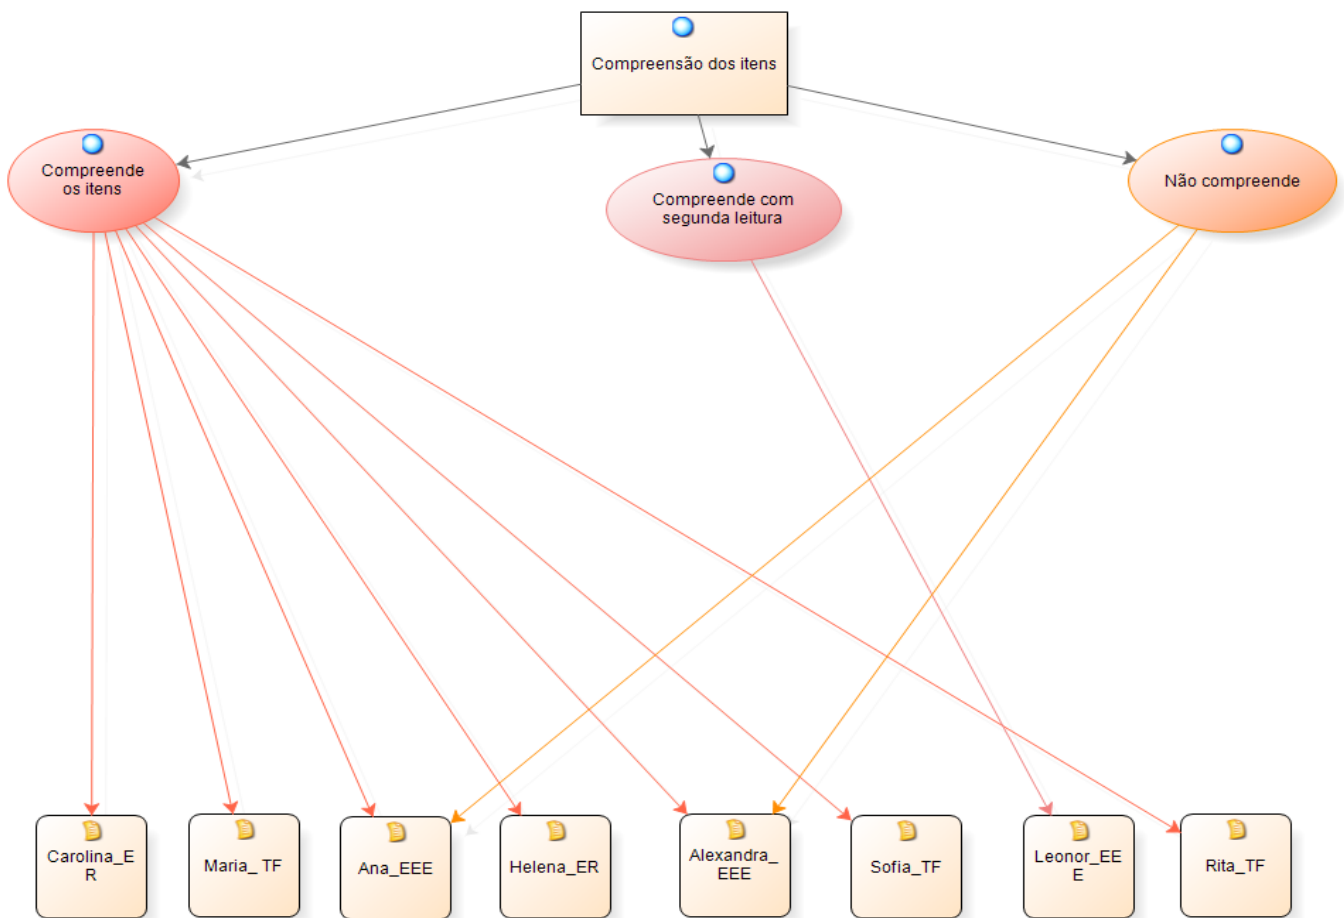 Compreensão dos itens
Compreende
os itens
Compreende com
segunda leitura
Não compreende
Carolina_E
R
Maria_ TF
Ana_EEE
Helena_ER
Alexandra_
EEE
Sofia_TF
Leonor_EE
E
Rita_TF